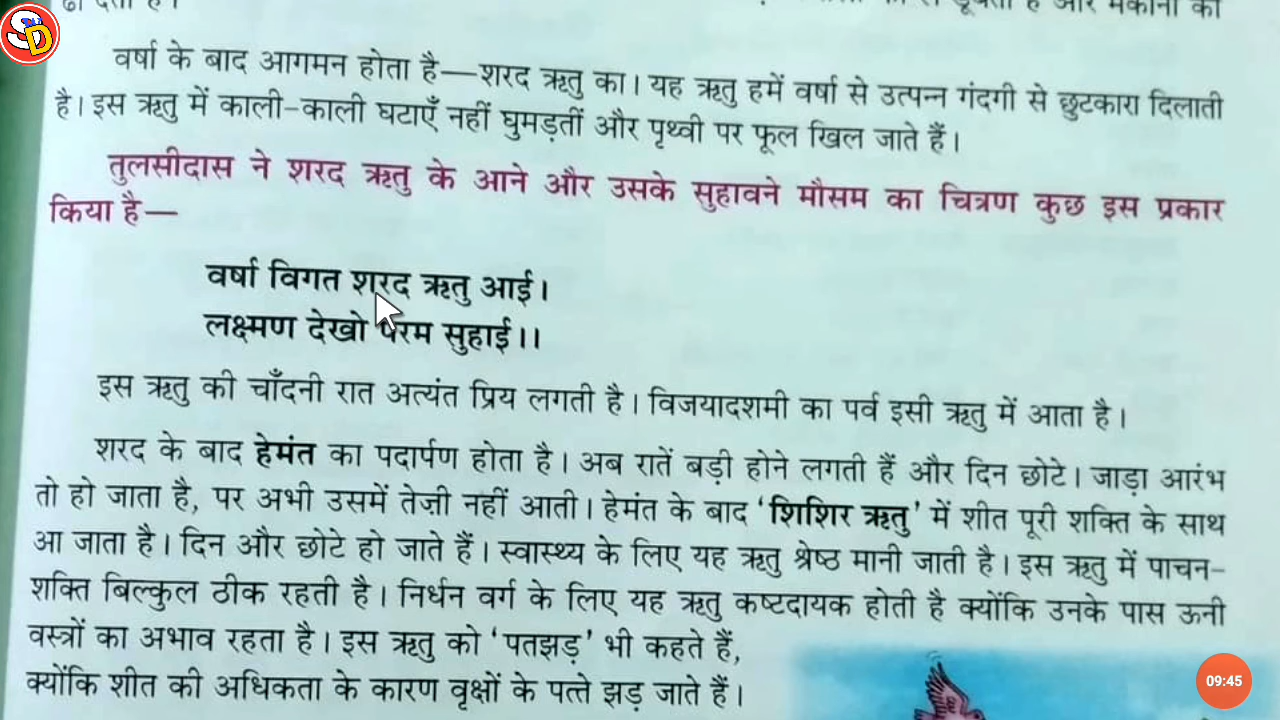 SD
वर्षा के बाद आगमन होता है—शरद ऋतु का। यह ऋतु हमें वर्षा से उत्पन्न गंदगी से छुटकारा दिलाती
है। इस ऋतु में काली-काली घटाएँ नहीं घुमड़तीं और पृथ्वी पर फूल खिल जाते हैं।
तुलसीदास ने शरद ऋतु के आने और उसके सुहावने मौसम का चित्रण कुछ इस प्रकार
किया है—
वर्षा विगत शरद ऋतु आई।
लक्ष्मण देखो परम सुहाई।।
इस ऋतु की चाँदनी रात अत्यंत प्रिय लगती है। विजयादशमी का पर्व इसी ऋतु में आता है।
शरद के बाद हेमंत का पदार्पण होता है। अब रातें बड़ी होने लगती हैं और दिन छोटे। जाड़ा आरंभ
तो हो जाता है, पर अभी उसमें तेज़ी नहीं आती। हेमंत के बाद ‘शिशिर ऋतु’ में शीत पूरी शक्ति के साथ
आ जाता है। दिन और छोटे हो जाते हैं। स्वास्थ्य के लिए यह ऋतु श्रेष्ठ मानी जाती है। इस ऋतु में पाचन-
शक्ति बिल्कुल ठीक रहती है। निर्धन वर्ग के लिए यह ऋतु कष्टदायक होती है क्योंकि उनके पास ऊनी
वस्त्रों का अभाव रहता है। इस ऋतु को ‘पतझड़’ भी कहते हैं,
क्योंकि शीत की अधिकता के कारण वृक्षों के पत्ते झड़ जाते हैं।
09:45